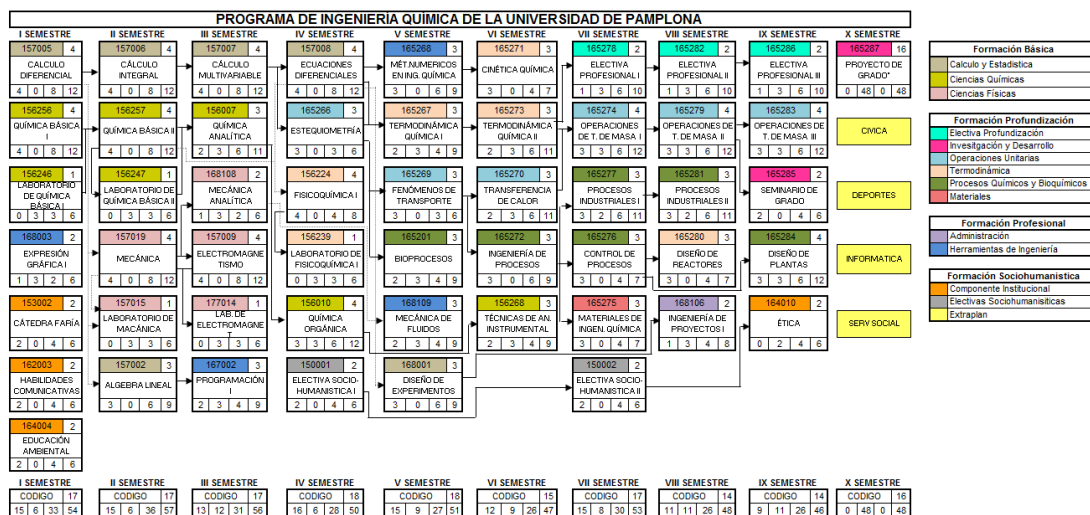 PROGRAMA DE INGENIERÍA QUÍMICA DE LA UNIVERSIDAD DE PAMPLONA
I SEMESTRE II SEMESTRE III SEMESTRE IV SEMESTRE V SEMESTRE VI SEMESTRE VII SEMESTRE VIII SEMESTRE IX SEMESTRE X SEMESTRE
157005 4 157006 4 157007 4 157008 4 165268 3 165271 3 165278 2 165282 2 165286 2 165287 16
CÁLCULO DIFERENCIAL CÁLCULO INTEGRAL CÁLCULO MULTIVARIABLE ECUACIONES DIFERENCIALES MÉT.NUMERICOS EN ING. QUÍMICA CINÉTICA QUÍMICA ELECTIVA PROFESIONAL I ELECTIVA PROFESIONAL II ELECTIVA PROFESIONAL III PROYECTO DE GRADO*
4 0 8 12 4 0 8 12 4 0 8 12 4 0 8 12 3 0 6 9 3 0 4 7 1 3 6 10 1 3 6 10 1 3 6 10 0 48 0 48
156256 4 156257 4 156007 3 165266 3 165267 3 165273 3 165274 4 165279 4 165283 4
QUÍMICA BÁSICA I QUÍMICA BÁSICA II QUÍMICA ANALÍTICA ESTEQUIOMETRÍA TERMODINÁMICA QUÍMICA I TERMODINÁMICA QUÍMICA II OPERACIONES DE T. DE MASA I OPERACIONES DE T. DE MASA II OPERACIONES DE T. DE MASA III CIVICA
4 0 8 12 4 0 8 12 2 3 6 11 3 0 3 6 2 3 4 9 2 3 6 11 3 3 6 12 3 3 6 12 3 3 6 12
156246 1 156247 1 168108 2 156224 4 165269 3 165270 3 165277 3 165281 3 165285 2
LABORATORIO DE QUÍMICA BÁSICA I LABORATORIO DE QUÍMICA BÁSICA II MECÁNICA ANALÍTICA FISICOQUÍMICA I FENÓMENOS DE TRANSPORTE TRANSFERENCIA DE CALOR PROCESOS INDUSTRIALES I PROCESOS INDUSTRIALES II SEMINARIO DE GRADO DEPORTES
0 3 3 6 0 3 3 6 1 3 2 6 4 0 4 8 3 0 3 6 2 3 6 11 3 2 6 11 3 2 6 11 2 0 4 6
168003 2 157019 4 157009 4 156239 1 165201 3 165272 3 165276 3 165280 3 165284 4
EXPRESIÓN GRÁFICA I MECÁNICA ELECTROMAGNE TISMO LABORATORIO DE FISICOQUÍMICA I BIOPROCESOS INGENIERÍA DE PROCESOS CONTROL DE PROCESOS DISEÑO DE REACTORES DISEÑO DE PLANTAS INFORMATICA
1 3 2 6 4 0 8 12 4 0 8 12 0 3 3 6 2 3 4 9 3 0 6 9 3 0 4 7 3 0 4 7 3 3 6 12
153002 2 157015 1 177014 1 156010 4 168109 3 156268 3 165275 3 168106 2 164010 2
CÁTEDRA FARÍA LABORATORIO DE MACÁNICA LAB. DE ELECTROMAGNE T QUÍMICA ORGÁNICA MECÁNICA DE FLUIDOS TÉCNICAS DE AN. INSTRUMENTAL MATERIALES DE INGEN. QUÍMICA INGENIERÍA DE PROYECTOS I ÉTICA SERV SOCIAL
2 0 4 6 0 3 3 6 0 3 3 6 3 3 6 12 2 3 4 9 2 3 4 9 3 0 4 7 1 3 4 8 0 2 4 6
162003 2 157002 3 167002 3 150001 2 168001 3 150002 2
HABILIDADES COMUNICATIVAS ALGEBRA LINEAL PROGRAMACIÓN I ELECTIVA SOCIO-HUMANISTICA I DISEÑO DE EXPERIMENTOS ELECTIVA SOCIO-HUMANISTICA II
2 0 4 6 3 0 6 9 2 3 4 9 2 0 4 6 3 0 6 9 2 0 4 6
164004 2
EDUCACIÓN AMBIENTAL
2 0 4 6
I SEMESTRE II SEMESTRE III SEMESTRE IV SEMESTRE V SEMESTRE VI SEMESTRE VII SEMESTRE VIII SEMESTRE IX SEMESTRE X SEMESTRE
CODIGO 17 CODIGO 17 CODIGO 17 CODIGO 18 CODIGO 18 CODIGO 15 CODIGO 17 CODIGO 14 CODIGO 14 CODIGO 16
15 6 33 54 15 6 36 57 13 12 31 56 16 6 28 50 15 9 27 51 12 9 26 47 15 8 30 53 11 11 26 48 9 11 26 46 0 48 0 48
Formación Básica
Calculo y Estadistica
Ciencias Químicas
Ciencias Físicas
Formación Profundización
Electiva Profundización
Invesitgación y Desarrollo
Operaciones Unitarias
Termodinámica
Procesos Químicos y Bioquímicos
Materiales
Formación Profesional
Administración
Herramientas de Ingeniería
Formación Sociohumanistica
Componente Institucional
Electivas Sociohumanisiticas
Extraplan